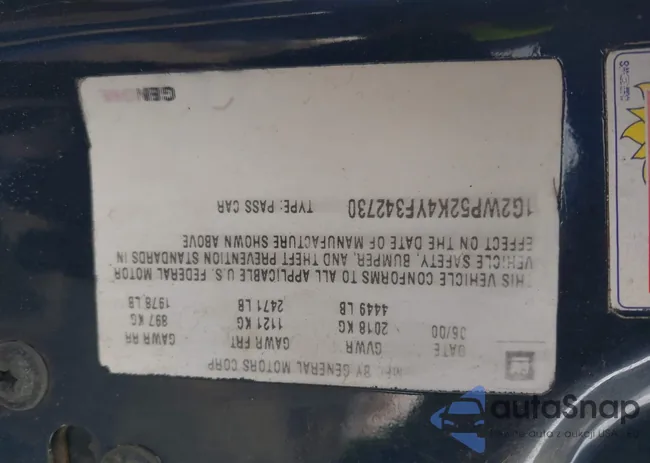 MFD BY GENERAL MOTORS CORP
DATE GVWR GAWR FRT GAWR RR
06/00 2018 KG 1121 KG 897 KG
4449 LB 2471 LB 1978 LB
THIS VEHICLE CONFORMS TO ALL APPLICABLE U.S. FEDERAL MOTOR
VEHICLE SAFETY, BUMPER, AND THEFT PREVENTION STANDARDS IN
EFFECT ON THE DATE OF MANUFACTURE SHOWN ABOVE
1G2WP52K4YF342730 TYPE: PASS CAR
autoSnap